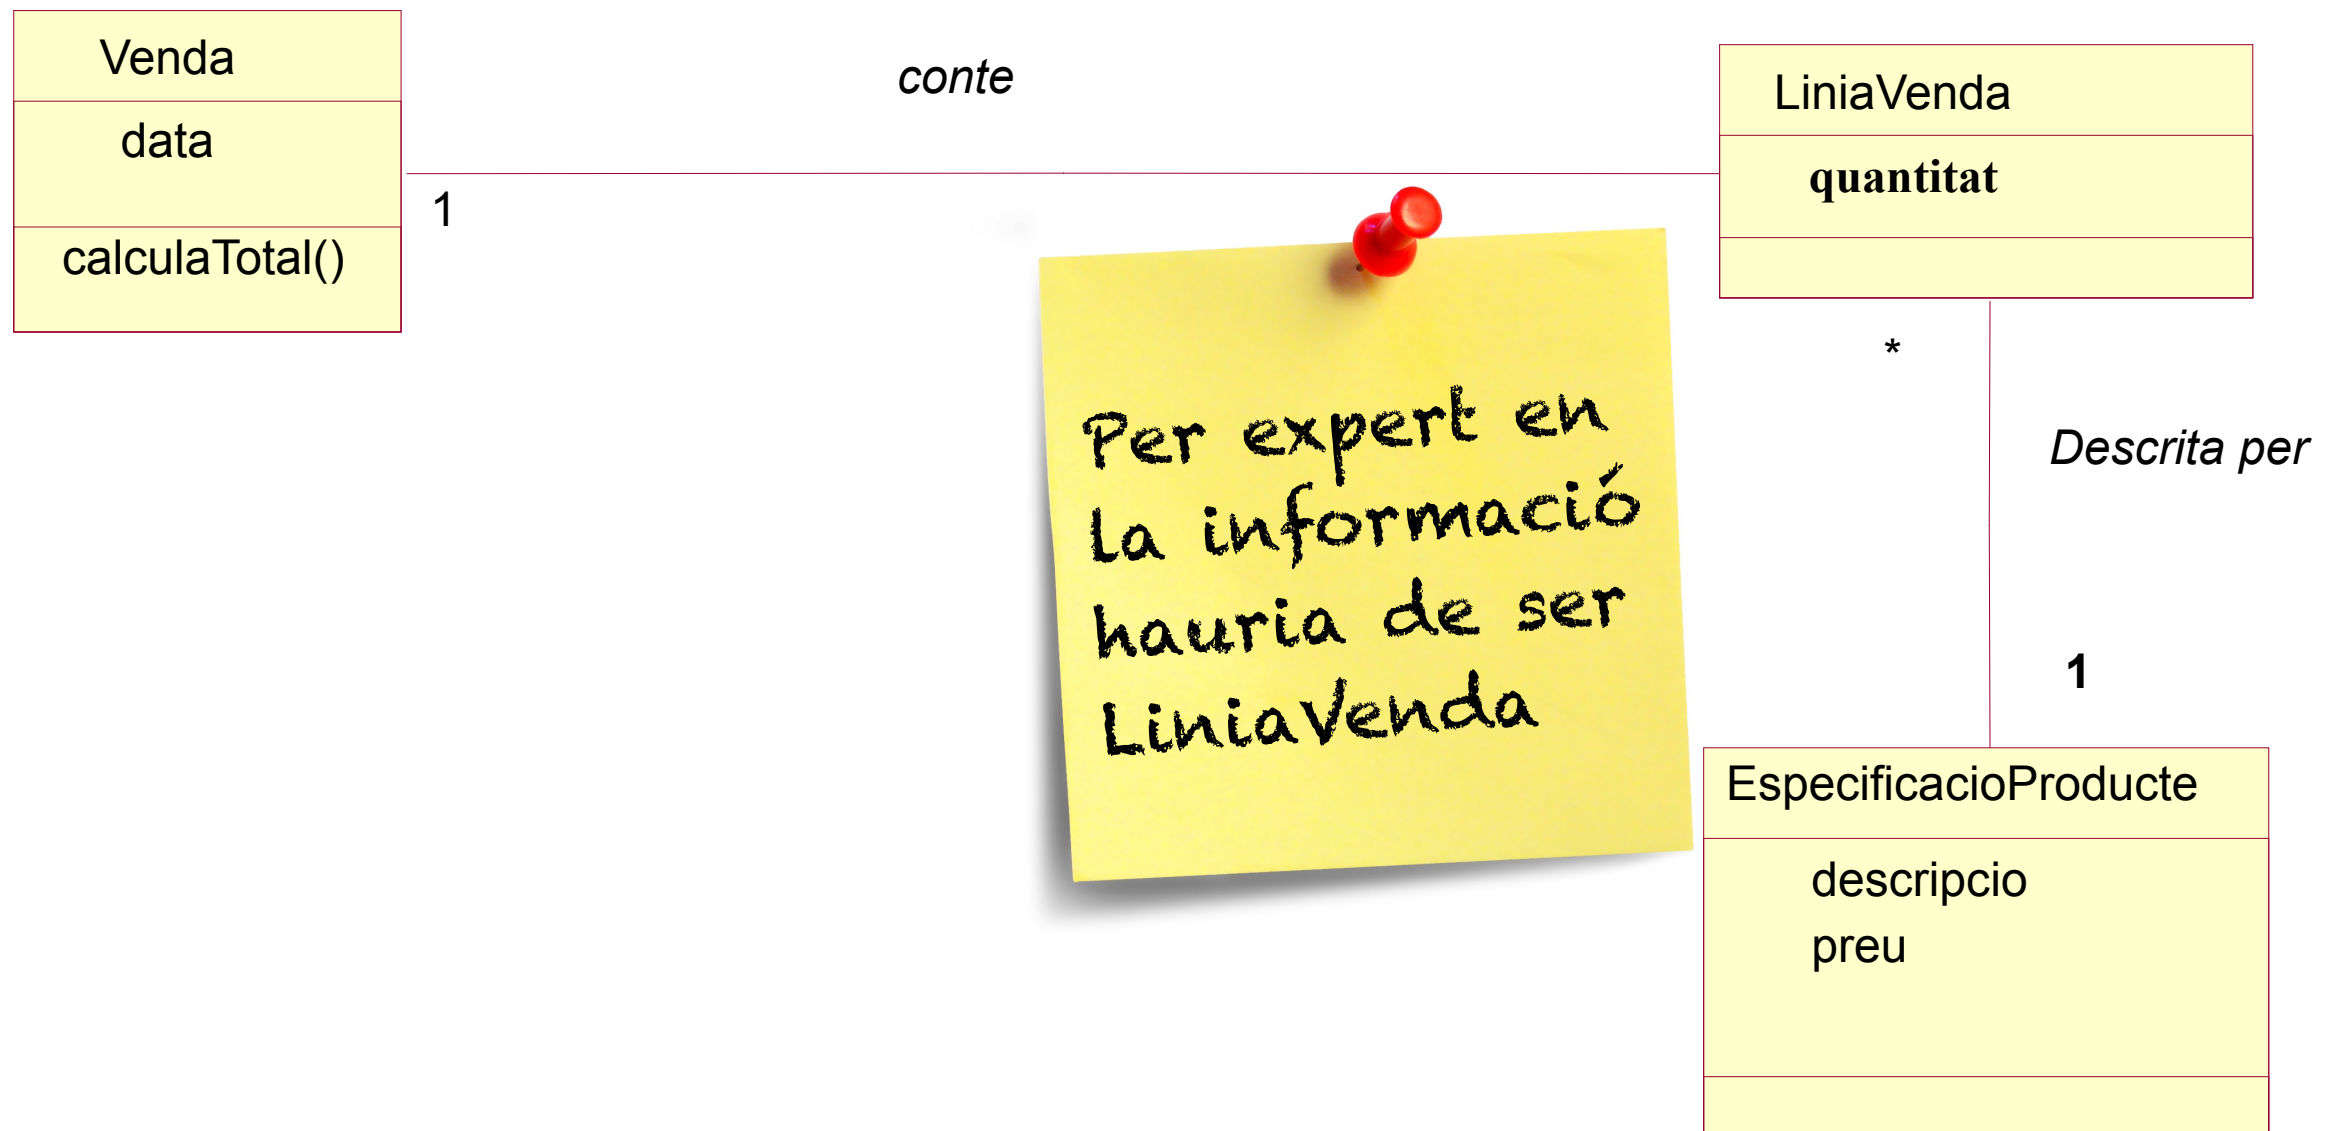 Venda
data
calculaTotal()
conte
1
LiniaVenda
quantitat
*
Descrita per
1
Per expert en
la informació
hauria de ser
LiniaVenda
EspecificacioProducte
descripcio
preu